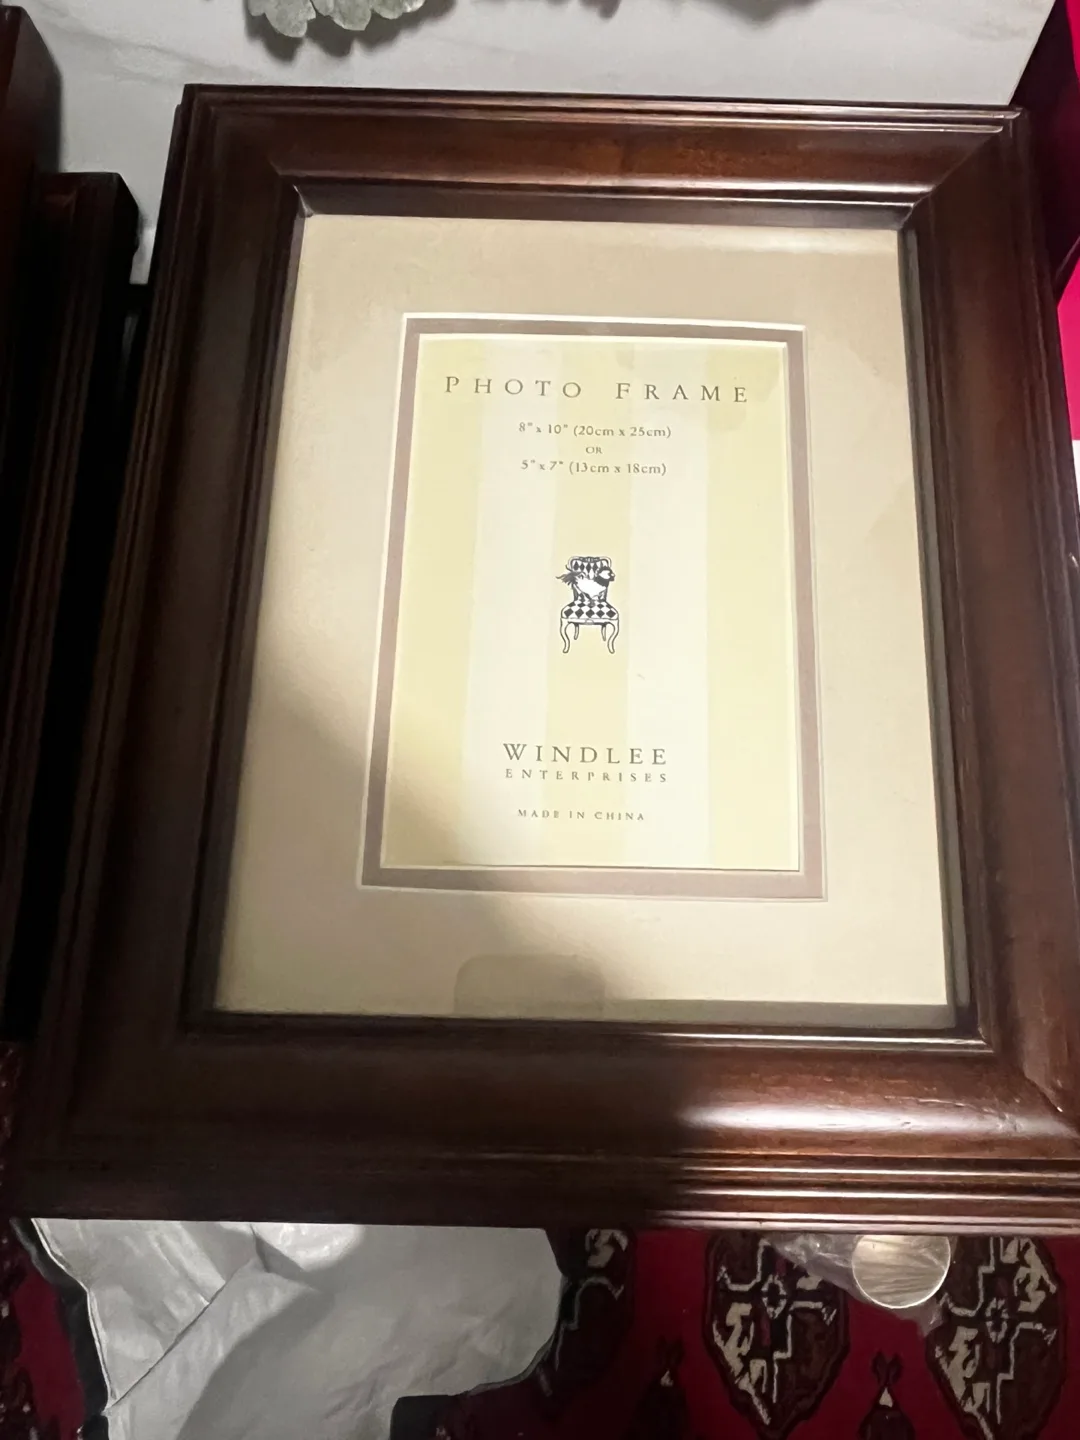 PHOTO FRAME
8" x 10" (20cm x 25cm)
OR
5" x 7" (13cm x 18cm)
WINDLEE
ENTERPRISES
MADE IN CHINA